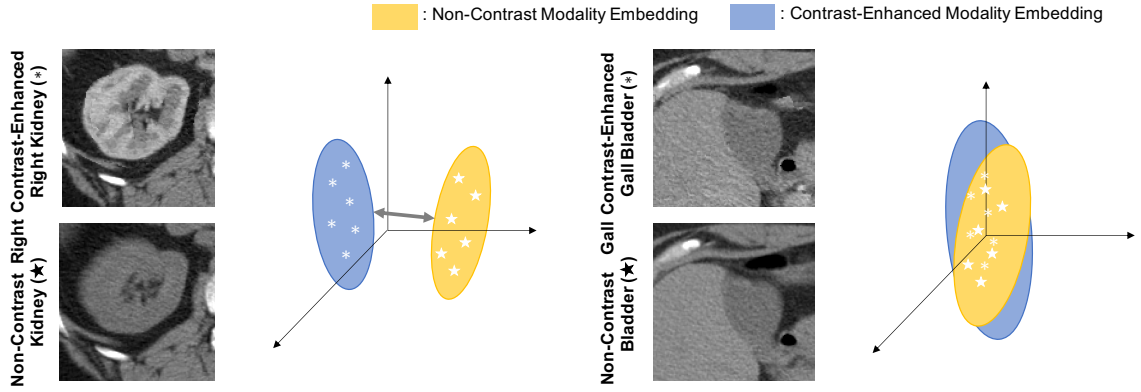 : Non-Contrast Modality Embedding
: Contrast-Enhanced Modality Embedding
Contrast-Enhanced
Right Kidney (*)
Non-Contrast Right
Kidney (★)
Contrast-Enhanced
Gall Bladder (*)
Non-Contrast Gall
Bladder (★)